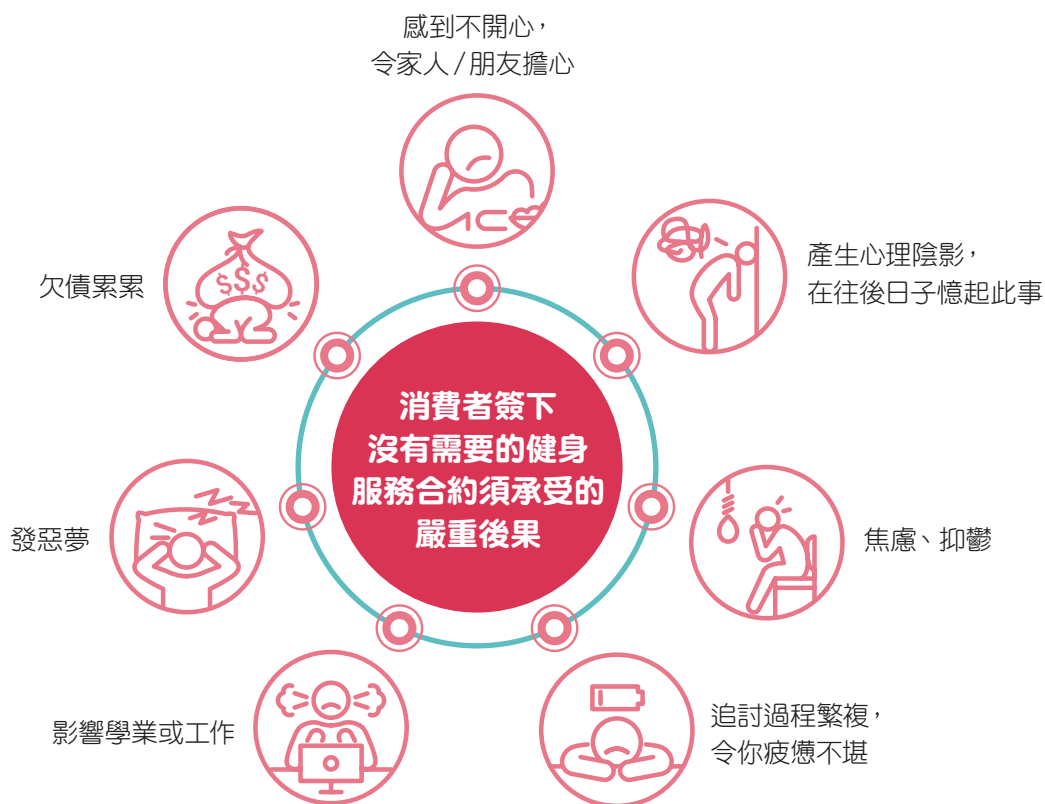 感到不開心，
令家人/朋友擔心
產生心理陰影，
在往後日子憶起此事
焦慮、抑鬱
追討過程繁複，
令你疲憊不堪
影響學業或工作
發惡夢
欠債累累
$$$
消費者簽下
沒有需要的健身
服務合約須承受的
嚴重後果